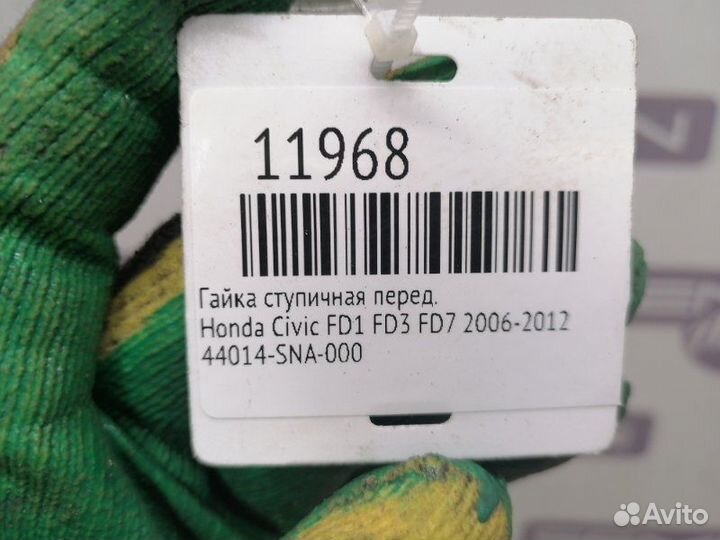 11968
Гайка ступичная перед.
Honda Civic FD1 FD3 FD7 2006-2012
44014-SNA-000
Avito